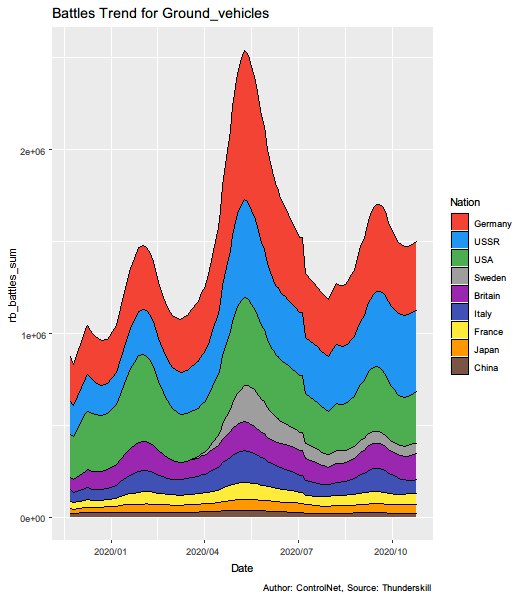 Battles Trend for Ground_vehicles
rb_battles_sum
2e+06
1e+06
0e+00
2020/01
2020/04
2020/07
2020/10
Date
Nation
Germany
USSR
USA
Sweden
Britain
Italy
France
Japan
China
Author: ControlNet, Source: Thunderskill